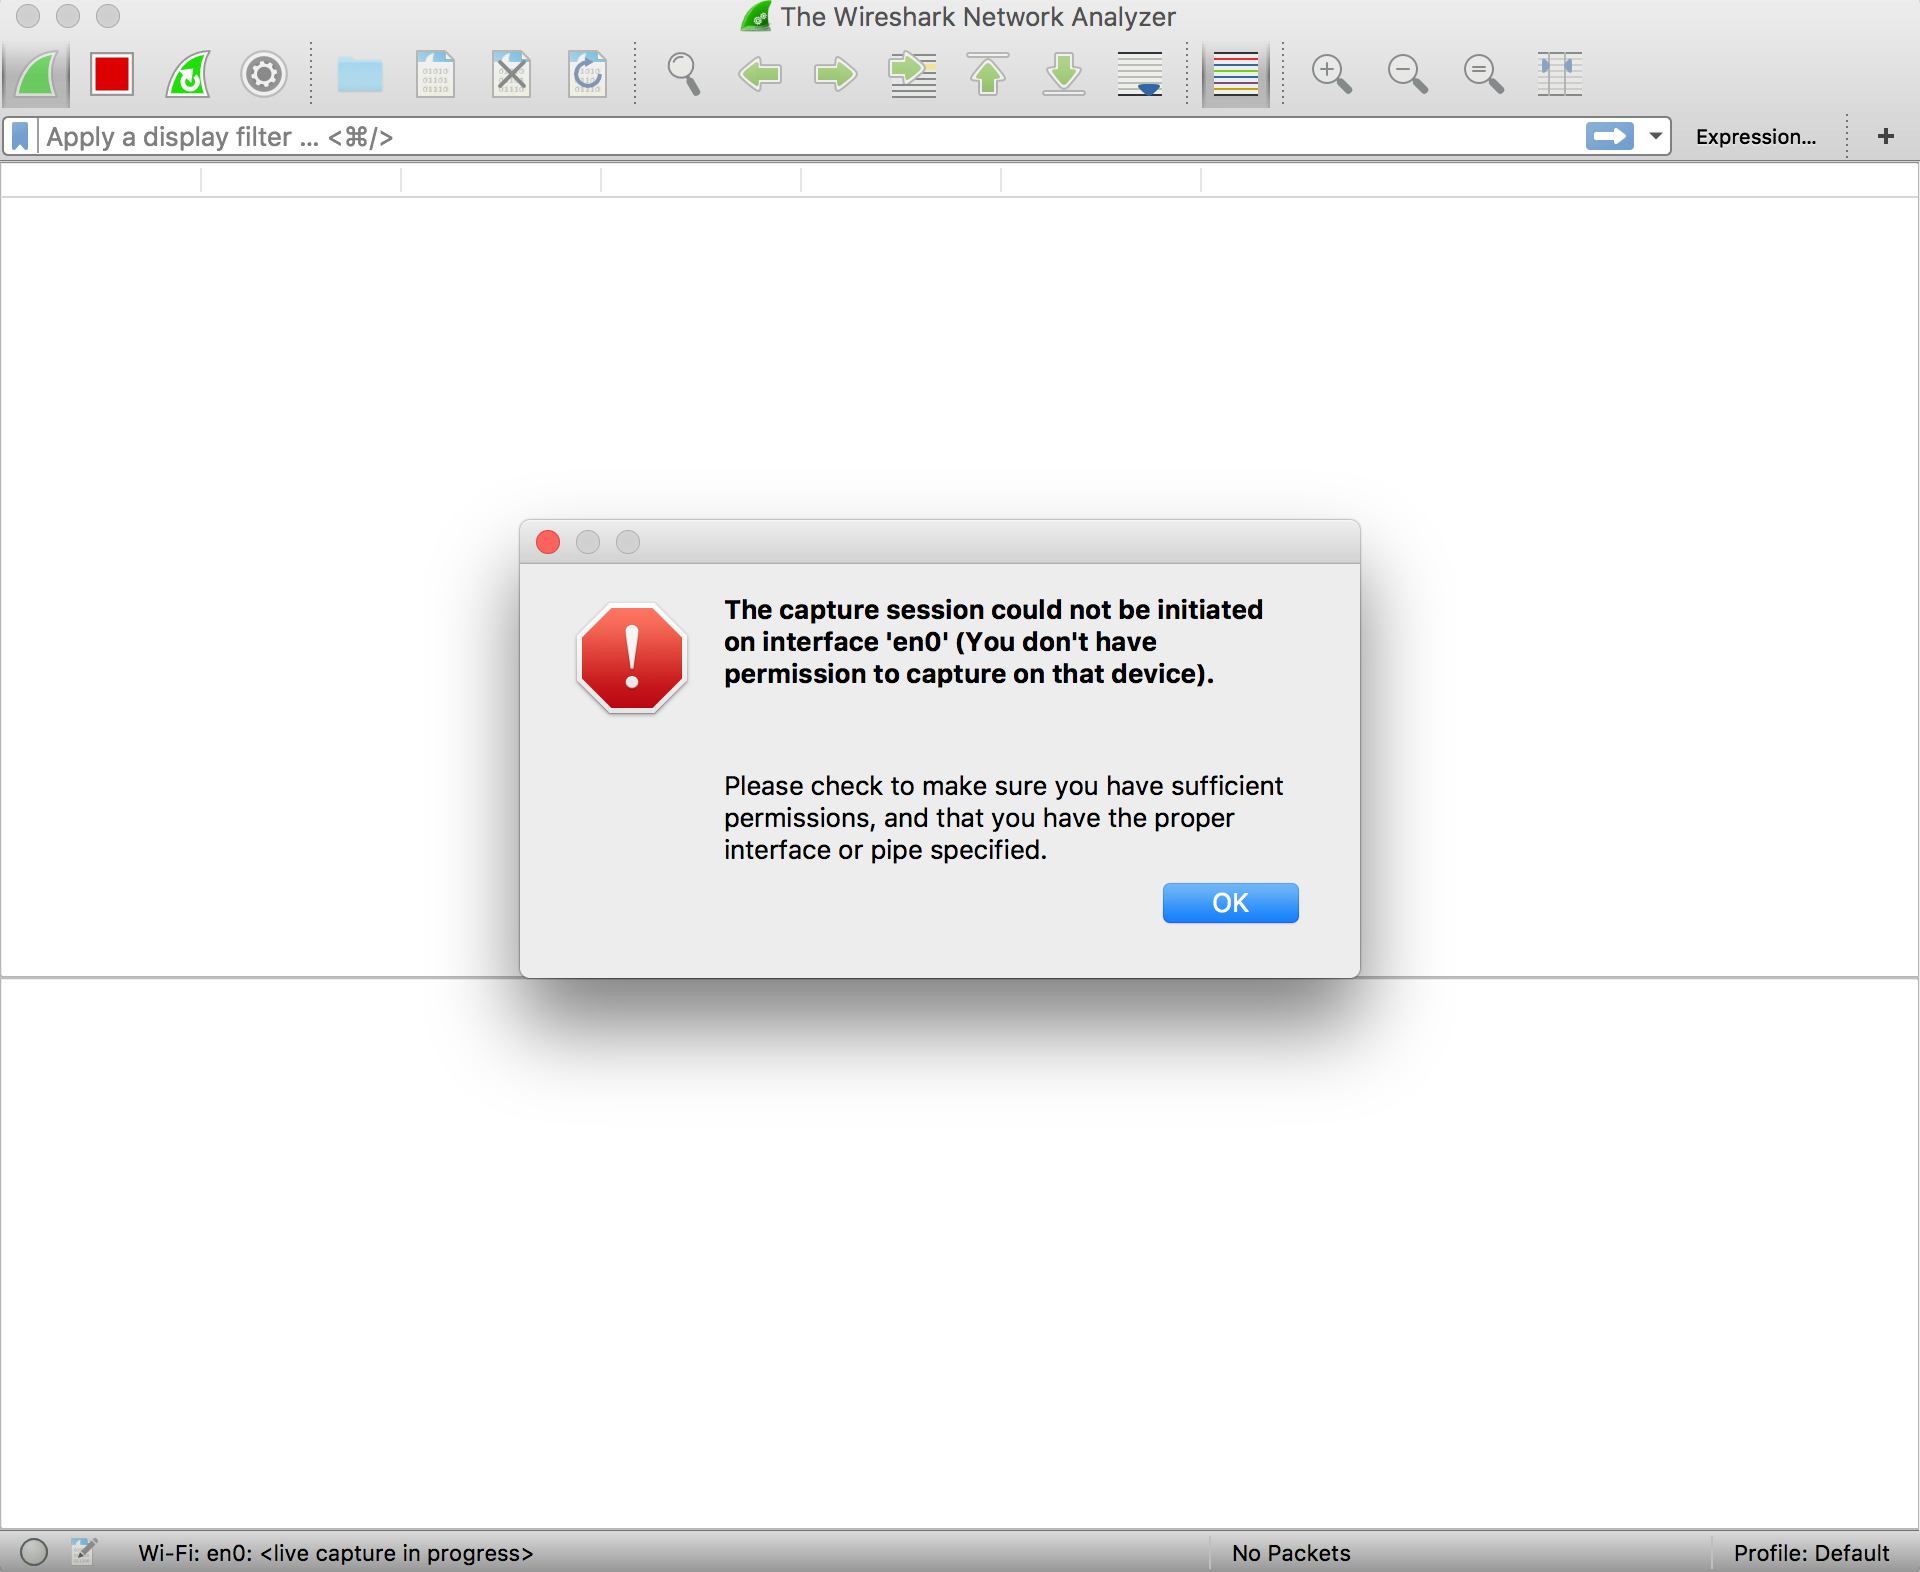 The Wireshark Network Analyzer
Apply a display filter ... <⌘/>
Expression...
+
The capture session could not be initiated
on interface 'en0' (You don't have
permission to capture on that device).
Please check to make sure you have sufficient
permissions, and that you have the proper
interface or pipe specified.
OK
Wi-Fi: en0: <live capture in progress>
No Packets
Profile: Default